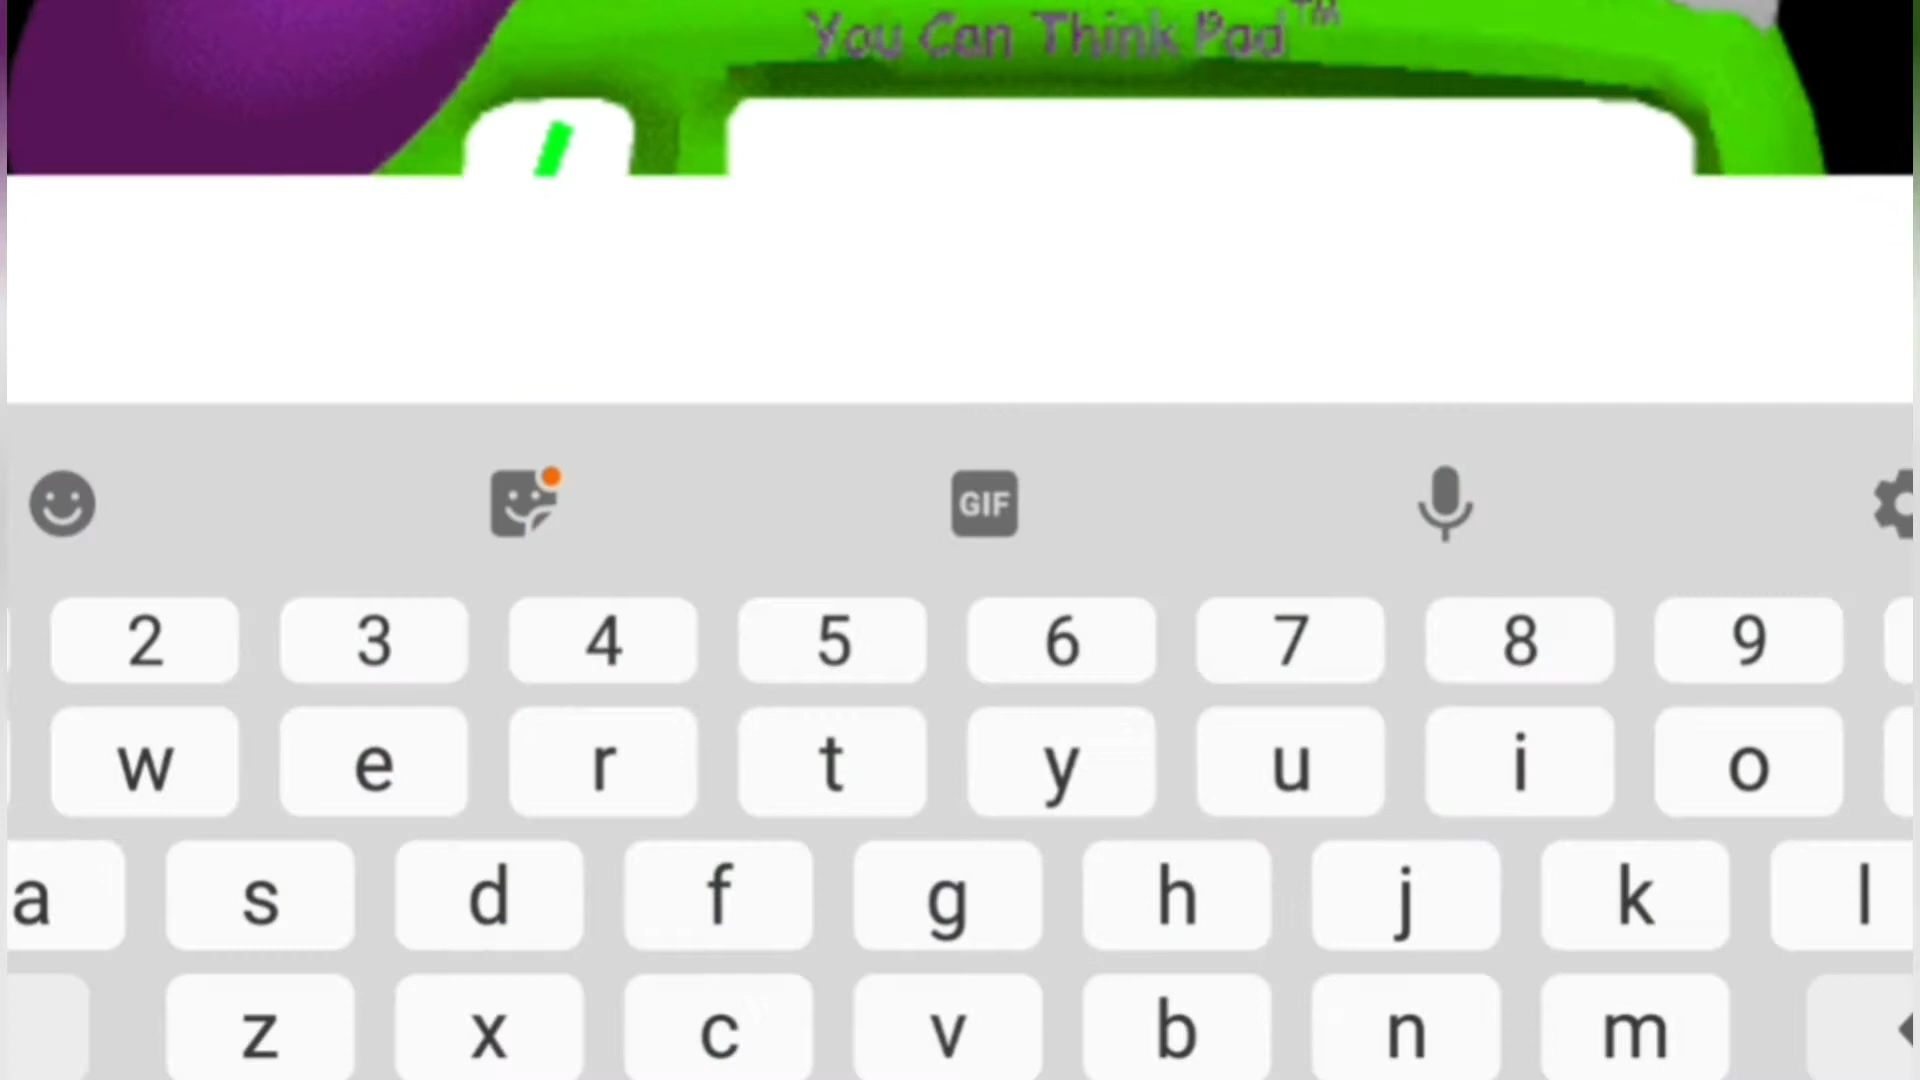 You Can Think Pad™
GIF
2 3 4 5 6 7 8 9
w e r t y u i o
a s d f g h j k l
z x c v b n m